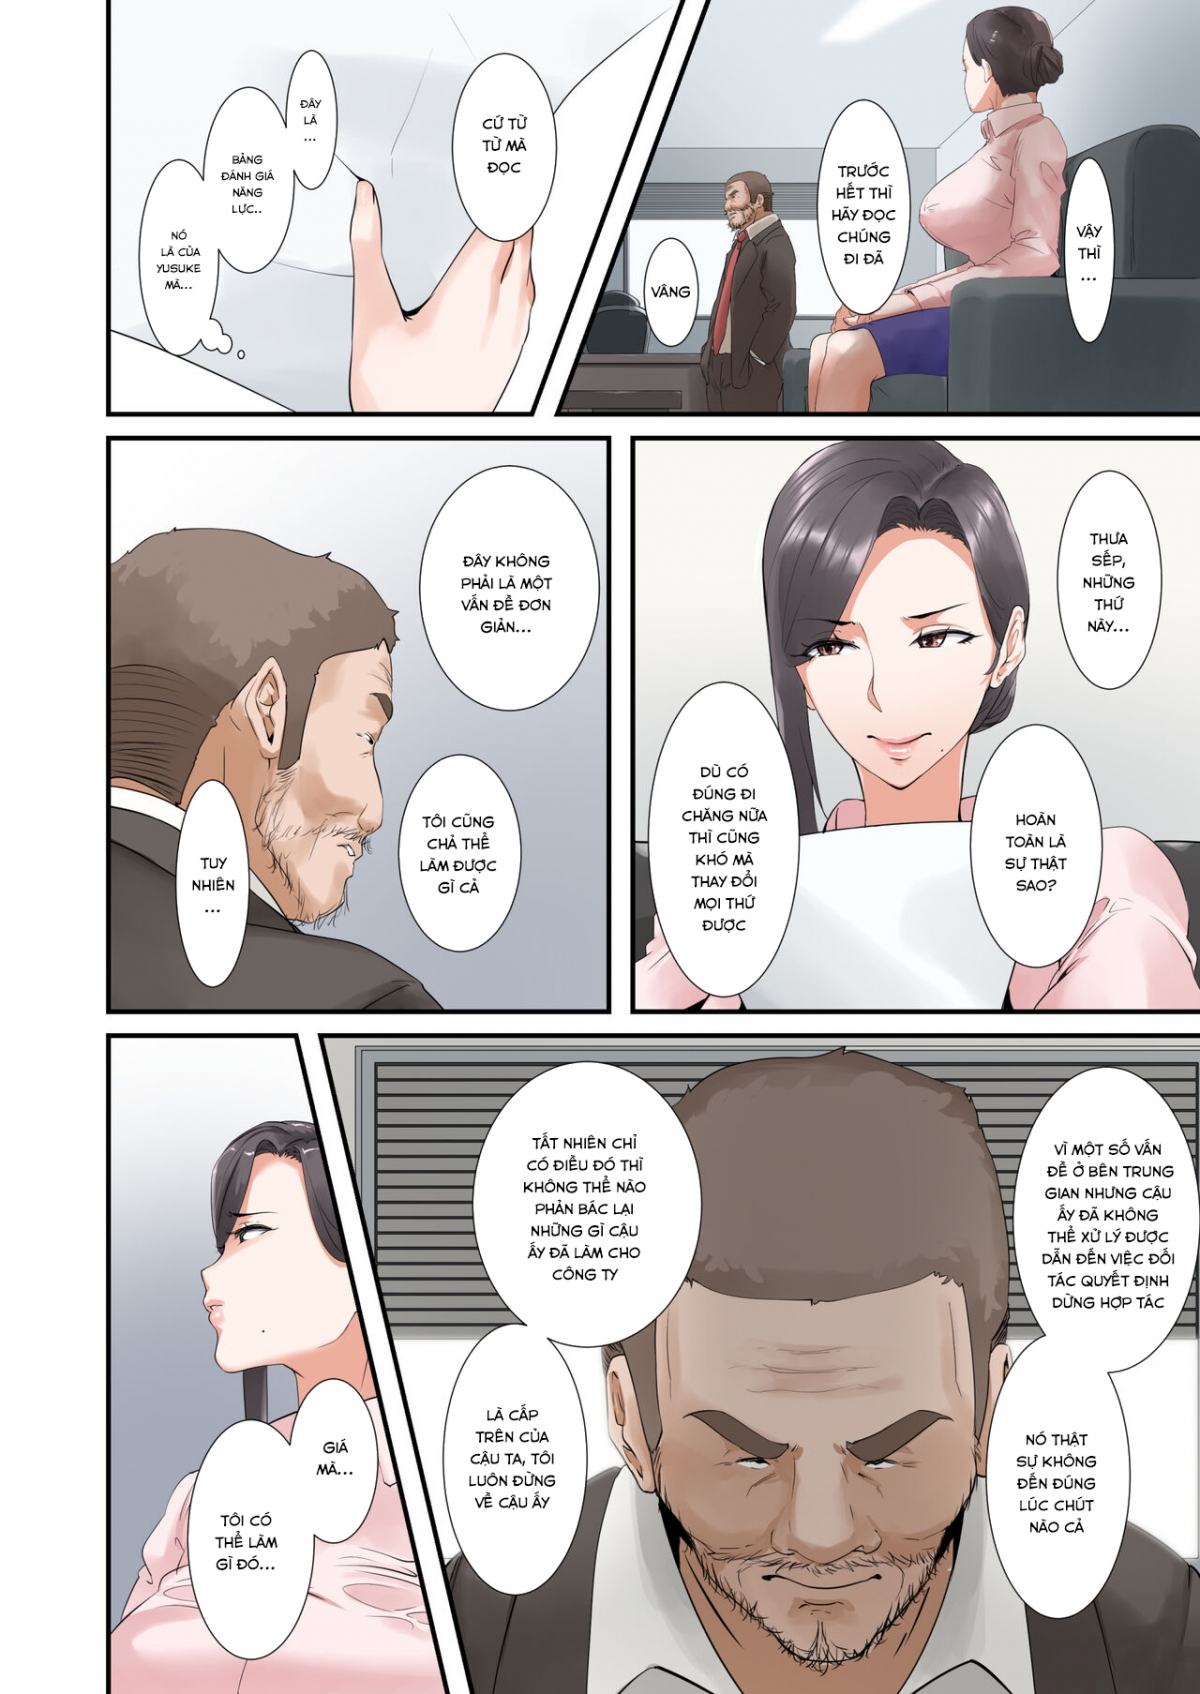 VẬY
THÌ
...
TRƯỚC
HẾT THÌ
HÃY ĐỌC
CHÚNG
ĐI ĐÃ
VÂNG
CỨ TỪ
TỪ MÀ
ĐỌC
ĐÂY
LÀ
...
BẢNG
ĐÁNH GIÁ
NĂNG
LỰC..
NÓ
LÀ CỦA
YUSUKE
MÀ...
THƯA
SẾP,
NHỮNG
THỨ
NÀY...
HOÀN
TOÀN LÀ
SỰ THẬT
SAO?
DÙ CÓ
ĐÚNG ĐI
CHĂNG NỮA
THÌ CŨNG
KHÓ MÀ
THAY ĐỔI
MỌI THỨ
ĐƯỢC
ĐÂY KHÔNG
PHẢI LÀ MỘT
VẤN ĐỀ ĐƠN
GIẢN...
TÔI CŨNG
CHẢ THỂ
LÀM ĐƯỢC
GÌ CẢ
TUY
NHIÊN
...
VÌ MỘT SỐ VẤN
ĐỀ Ở BÊN TRUNG
GIAN NHƯNG CẬU
ẤY ĐÃ KHÔNG
THỂ XỬ LÝ ĐƯỢC
DẪN ĐẾN VIỆC ĐỐI
TÁC QUYẾT ĐỊNH
DỪNG HỢP TÁC
NÓ THẬT
SỰ KHÔNG
ĐẾN ĐÚNG
LÚC CHÚT
NÀO CẢ
TẤT NHIÊN CHỈ
CÓ ĐIỀU ĐÓ THÌ
KHÔNG THỂ NÀO
PHẢN BÁC LẠI
NHỮNG GÌ CẬU
ẤY ĐÃ LÀM CHO
CÔNG TY
LÀ CẤP
TRÊN CỦA
CẬU TA, TÔI
LUÔN ĐỨNG
VỀ CẬU ẤY
GIÁ
MÀ...
TÔI CÓ
THỂ LÀM
GÌ ĐÓ...